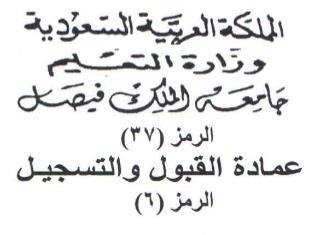 المملكة العربية السعودية
وزارة التعليم
جامعة الملك فيصل
الرمز (٣٧)
عمادة القبول والتسجيل
الرمز (٦)